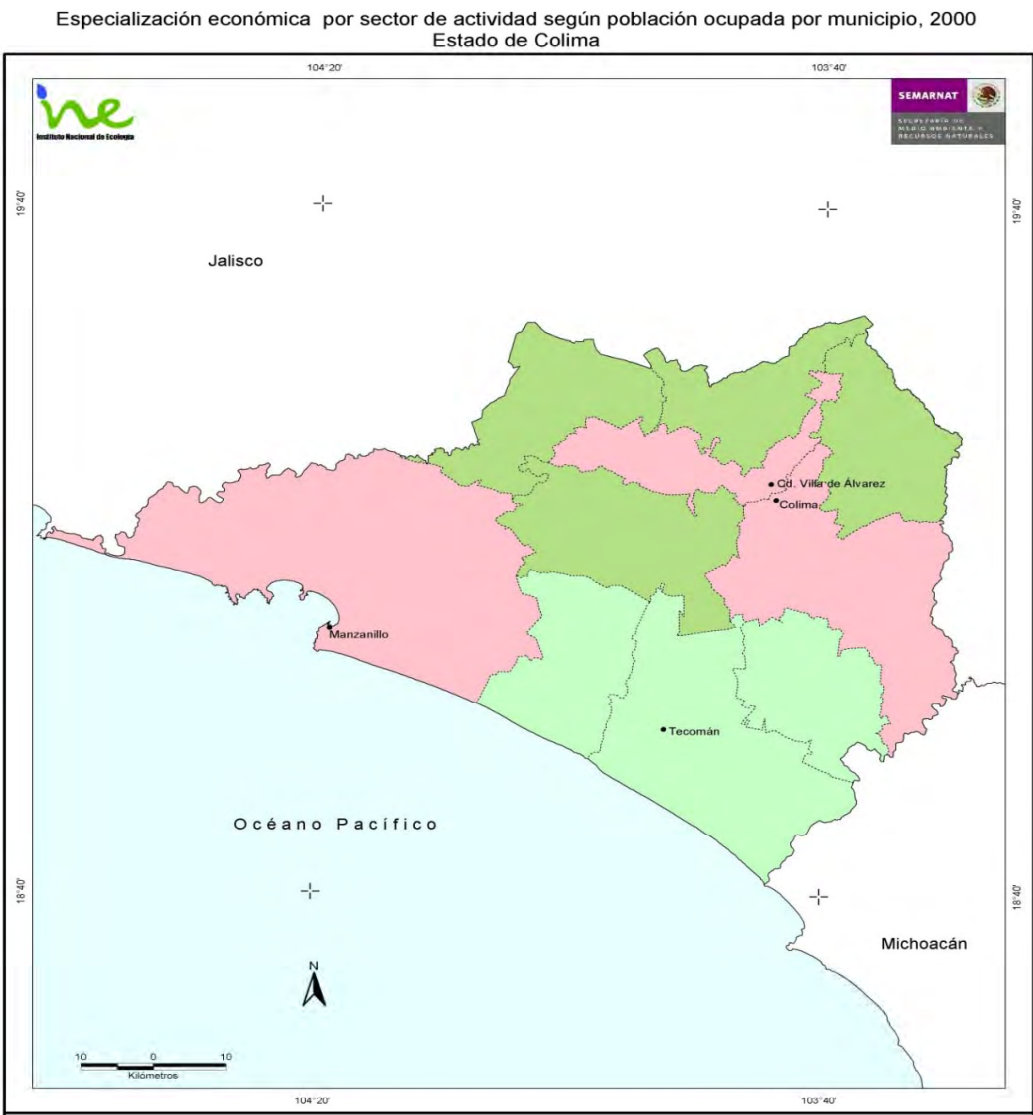 Especialización económica por sector de actividad según población ocupada por municipio, 2000
Estado de Colima
104°20'
103°40'
ine
Instituto Nacional de Ecología
SEMARNAT
SECRETARÍA DE
MEDIO AMBIENTE Y
RECURSOS NATURALES
19°40'
19°40'
Jalisco
Cd. Villa de Álvarez
Colima
Manzanillo
Tecomán
Océano Pacífico
18°40'
18°40'
Michoacán
N
10 0 10
Kilómetros
104°20'
103°40'